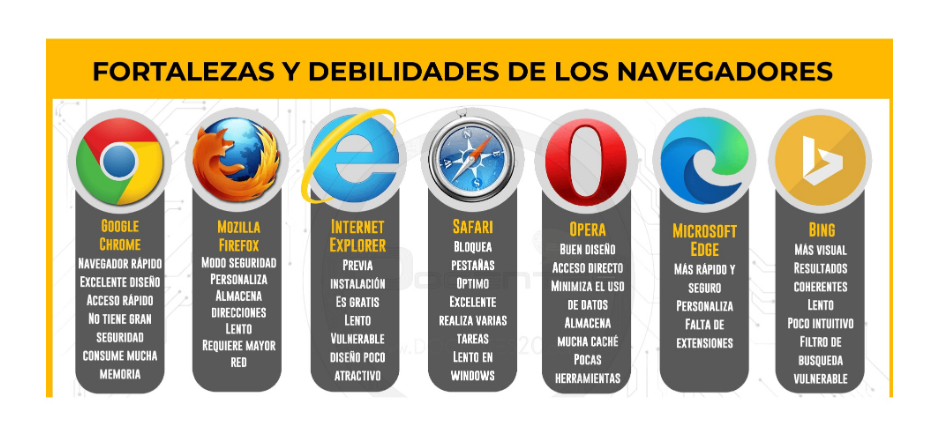 FORTALEZAS Y DEBILIDADES DE LOS NAVEGADORES
GOOGLE
CHROME
NAVEGADOR RÁPIDO
EXCELENTE DISEÑO
ACCESO RÁPIDO
NO TIENE GRAN
SEGURIDAD
CONSUME MUCHA
MEMORIA
MOZILLA
FIREFOX
MODO SEGURIDAD
PERSONALIZA
ALMACENA
DIRECCIONES
LENTO
REQUIERE MAYOR
RED
INTERNET
EXPLORER
PREVIA
INSTALACIÓN
ES GRATIS
LENTO
VULNERABLE
DISEÑO POCO
ATRACTIVO
SAFARI
BLOQUEA
PESTAÑAS
OPTIMO
EXCELENTE
REALIZA VARIAS
TAREAS
LENTO EN
WINDOWS
OPERA
BUEN DISEÑO
ACCESO DIRECTO
MINIMIZA EL USO
DE DATOS
ALMACENA
MUCHA CACHÉ
POCAS
HERRAMIENTAS
MICROSOFT
EDGE
MÁS RÁPIDO Y
SEGURO
PERSONALIZA
FALTA DE
EXTENSIONES
BING
MÁS VISUAL
RESULTADOS
COHERENTES
LENTO
POCO INTUITIVO
FILTRO DE
BUSQUEDA
VULNERABLE